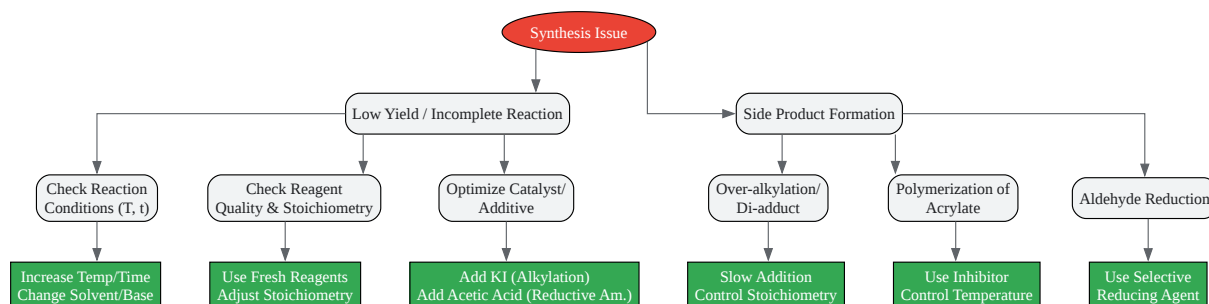 Synthesis Issue
Low Yield / Incomplete Reaction
Side Product Formation
Check Reaction
Conditions (T, t)
Check Reagent
Quality & Stoichiometry
Optimize Catalyst/
Additive
Over-alkylation/
Di-adduct
Polymerization of
Acrylate
Aldehyde Reduction
Increase Temp/Time
Change Solvent/Base
Use Fresh Reagents
Adjust Stoichiometry
Add KI (Alkylation)
Add Acetic Acid (Reductive Am.)
Slow Addition
Control Stoichiometry
Use Inhibitor
Control Temperature
Use Selective
Reducing Agent